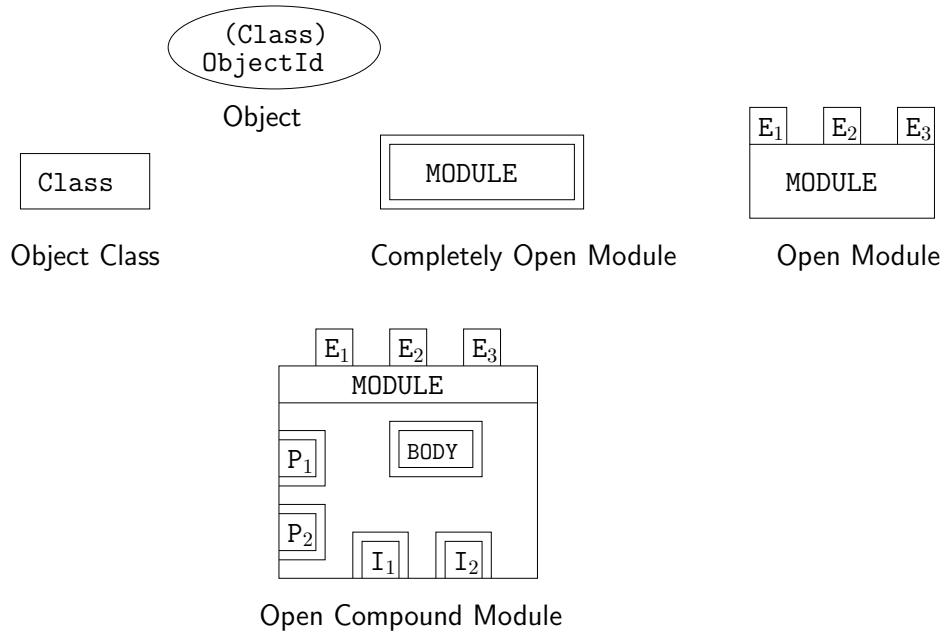 (Class)
ObjectId
Object
Class
Object Class
MODULE
Completely Open Module
E₁ E₂ E₃
MODULE
Open Module
E₁ E₂ E₃
MODULE
BODY
P₁
P₂
I₁ I₂
Open Compound Module